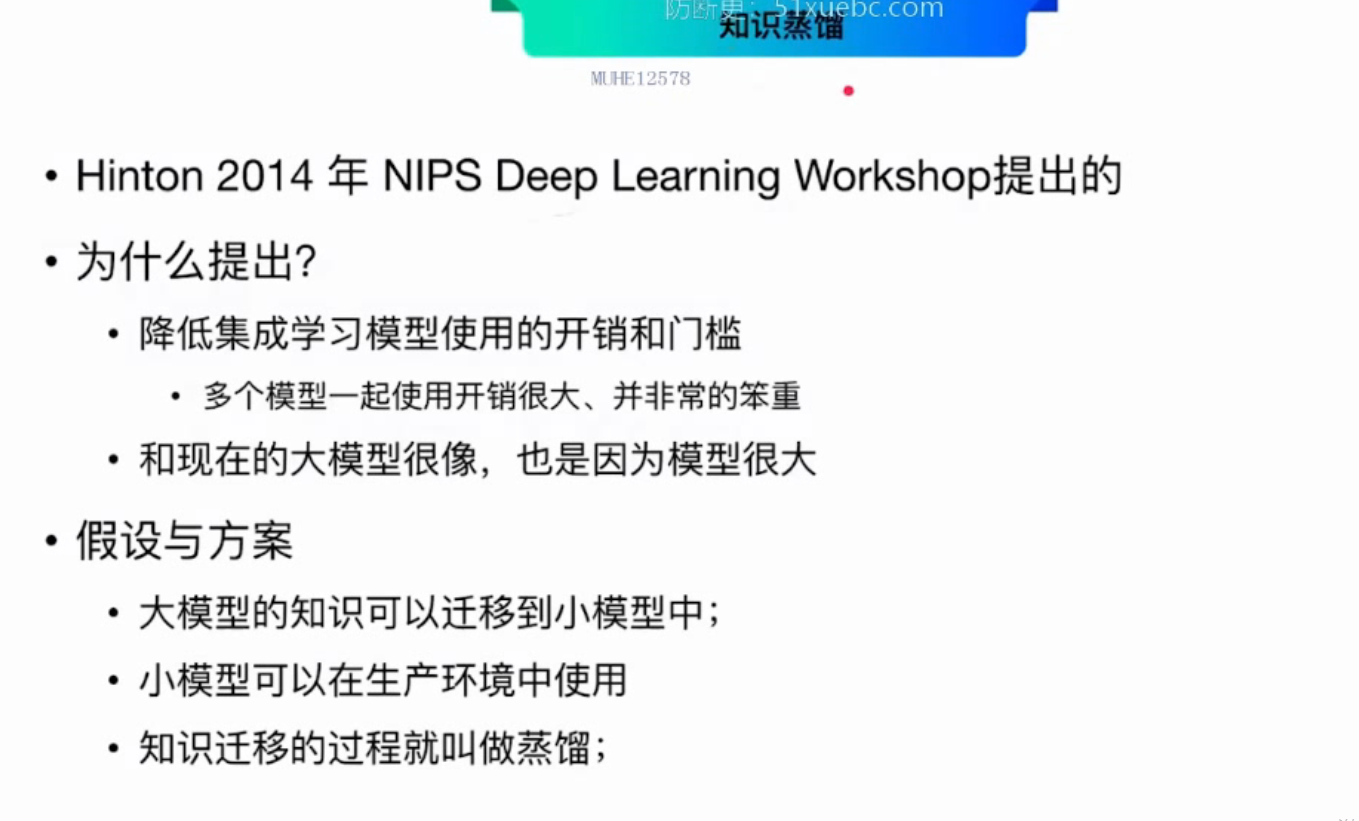 防断更：51xuebc.com
知识蒸馏
MUHE12578
• Hinton 2014 年 NIPS Deep Learning Workshop提出的
• 为什么提出?
• 降低集成学习模型使用的开销和门槛
• 多个模型一起使用开销很大、并非常的笨重
• 和现在的大模型很像，也是因为模型很大
• 假设与方案
• 大模型的知识可以迁移到小模型中；
• 小模型可以在生产环境中使用
• 知识迁移的过程就叫做蒸馏；